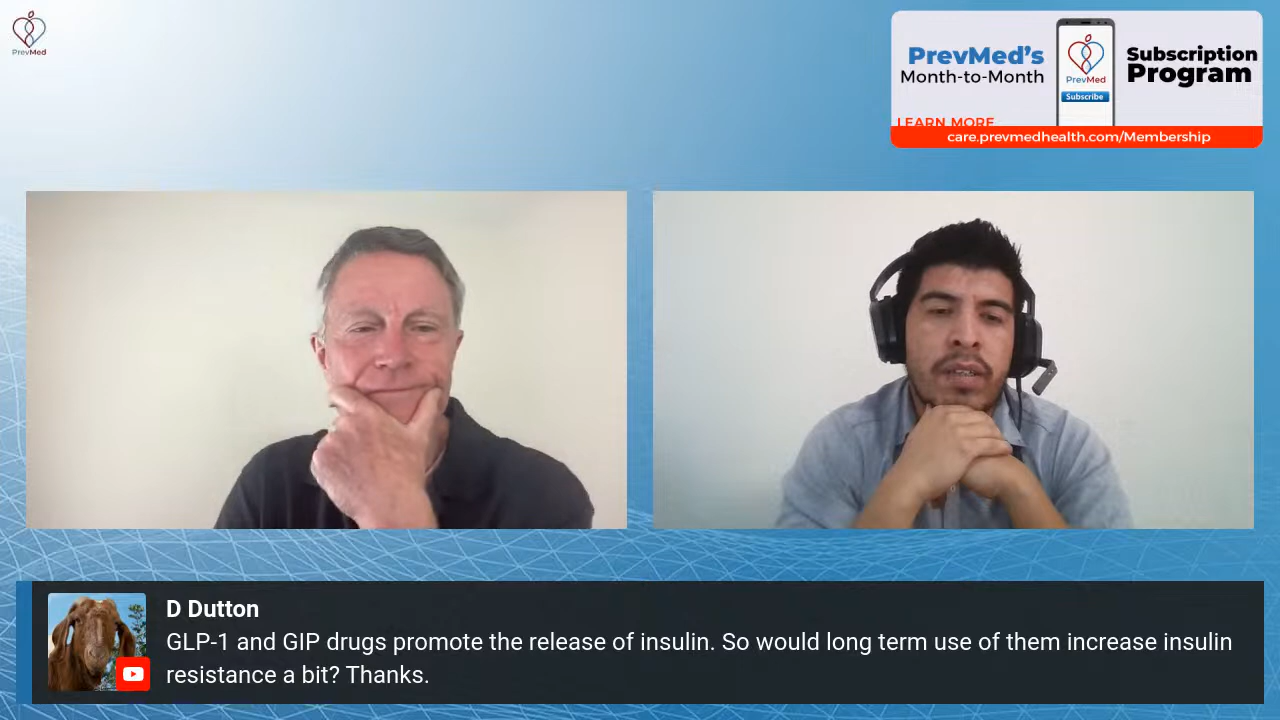 PrevMed
PrevMed's
Month-to-Month
PrevMed
Subscribe
Subscription
Program
LEARN MORE
care.prevmedhealth.com/Membership
D Dutton
GLP-1 and GIP drugs promote the release of insulin. So would long term use of them increase insulin
resistance a bit? Thanks.